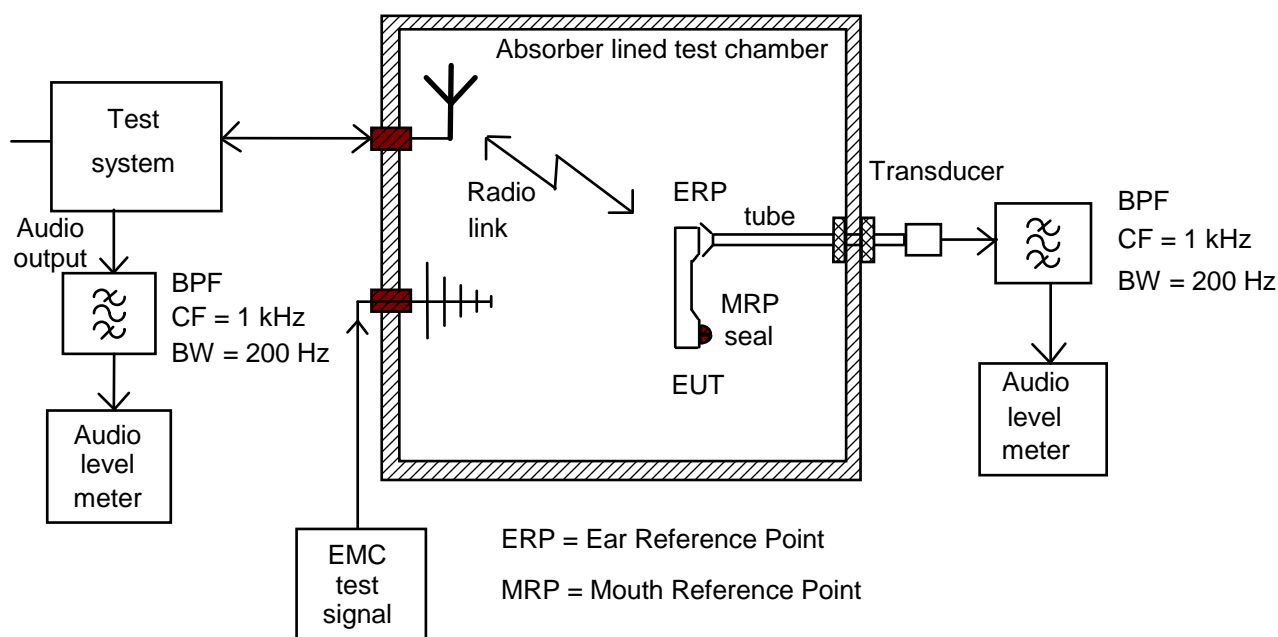 Absorber lined test chamber
Test
system
Radio
link
Transducer
ERP
tube
Audio
output
BPF
CF = 1 kHz
BW = 200 Hz
BPF
CF = 1 kHz
BW = 200 Hz
MRP
seal
EUT
Audio
level
meter
Audio
level
meter
EMC
test
signal
ERP = Ear Reference Point
MRP = Mouth Reference Point